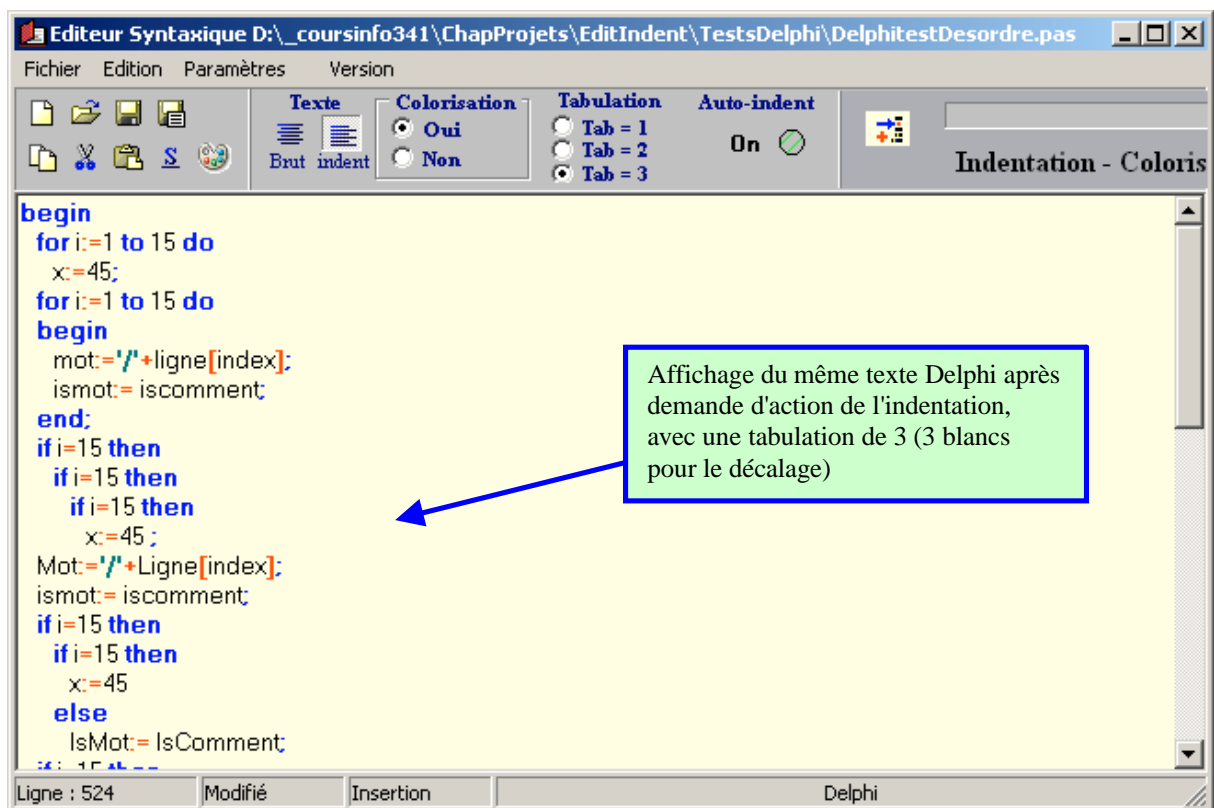 Editeur Syntaxique D:\_coursinfo341\ChapProjets\EditIndent\TestsDelphi\DelphitestDesordre.pas
Fichier Edition Paramètres Version
Texte
Brut indent
Colorisation
Oui
Non
Tabulation
Tab = 1
Tab = 2
Tab = 3
Auto-indent
On
Indentation - Coloris
begin
for i:=1 to 15 do
x:=45;
for i:=1 to 15 do
begin
mot:='/'+ligne[index];
ismot:= iscomment;
end;
if i=15 then
if i=15 then
if i=15 then
x:=45 ;
Mot:='/'+Ligne[index];
ismot:= iscomment;
if i=15 then
if i=15 then
x:=45
else
IsMot:= IsComment;
if i=15 then
Affichage du même texte Delphi après
demande d'action de l'indentation,
avec une tabulation de 3 (3 blancs
pour le décalage)
Ligne : 524 Modifié Insertion Delphi